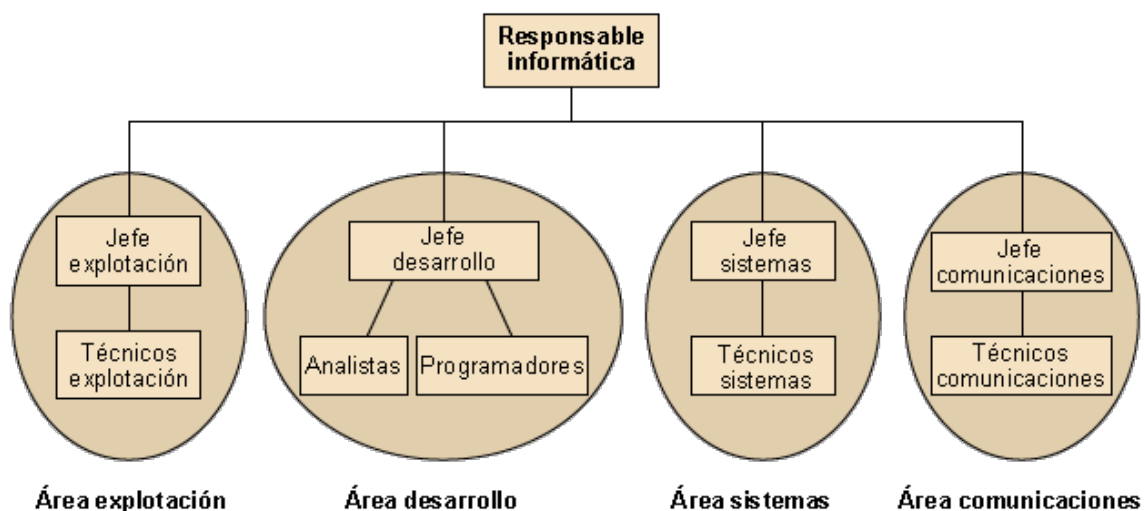 Responsable
informática
Jefe
explotación
Jefe
desarrollo
Jefe
sistemas
Jefe
comunicaciones
Técnicos
explotación
Analistas
Programadores
Técnicos
sistemas
Técnicos
comunicaciones
Área explotación
Área desarrollo
Área sistemas
Área comunicaciones